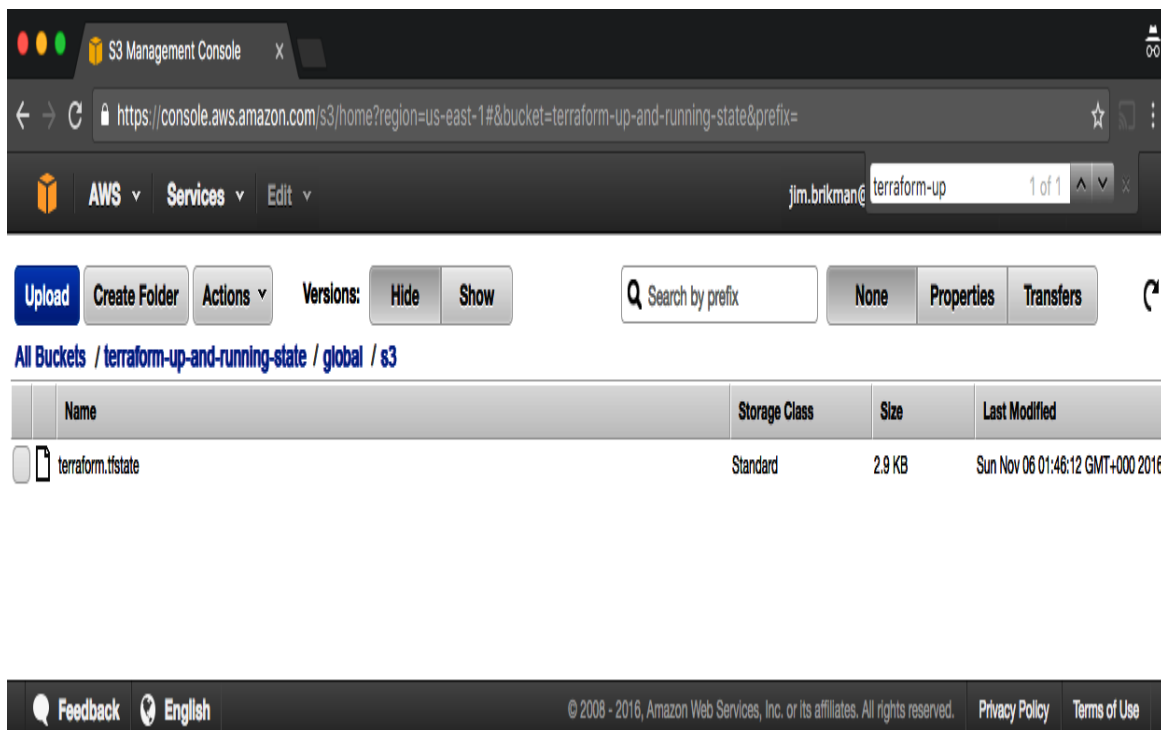 S3 Management Console X
https://console.aws.amazon.com/s3/home?region=us-east-1#&bucket=terraform-up-and-running-state&prefix=
AWS Services Edit jim.brikman@ terraform-up 1 of 1
Upload Create Folder Actions Versions: Hide Show Search by prefix None Properties Transfers
All Buckets / terraform-up-and-running-state / global / s3
Name Storage Class Size Last Modified
terraform.tfstate Standard 2.9 KB Sun Nov 06 01:46:12 GMT+000 2016
Feedback English © 2008 - 2016, Amazon Web Services, Inc. or its affiliates. All rights reserved. Privacy Policy Terms of Use